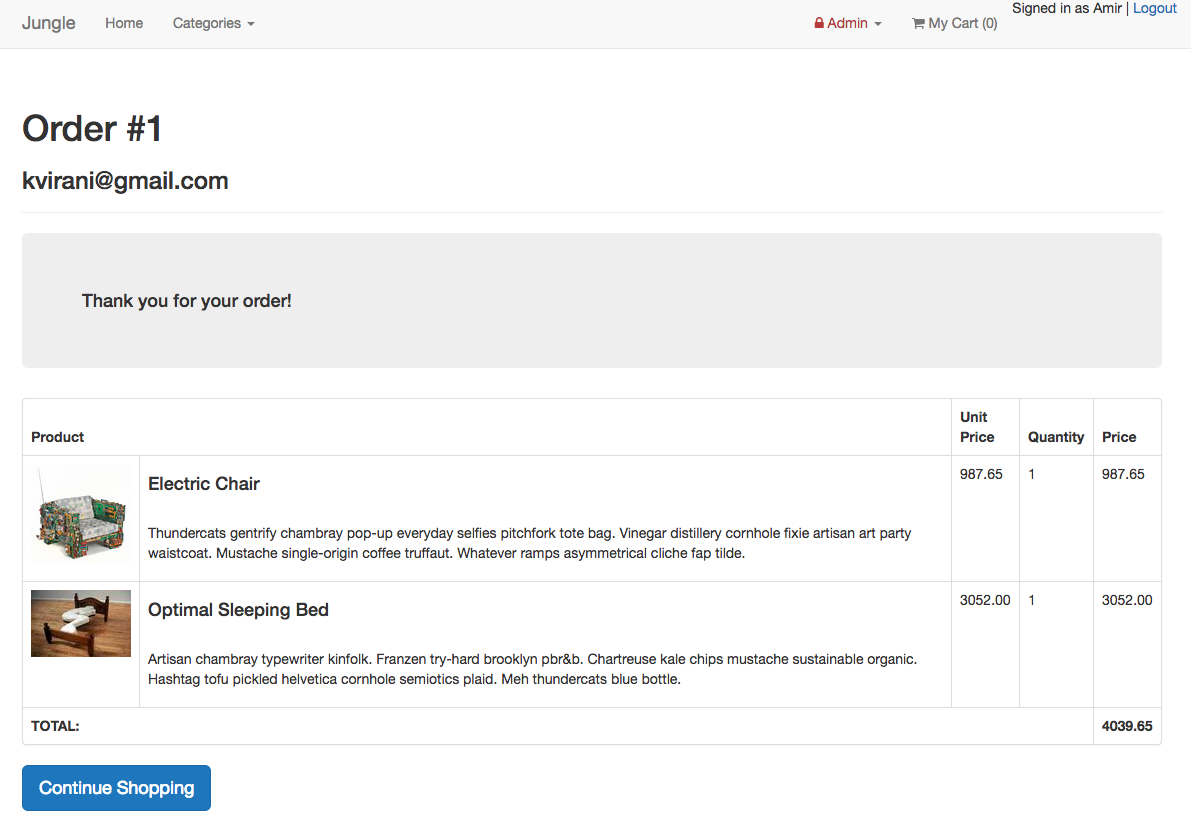 Jungle Home Categories Admin My Cart (0) Signed in as Amir | Logout
Order #1
kvirani@gmail.com
Thank you for your order!
Product Unit Price Quantity Price
Electric Chair 987.65 1 987.65
Thundercats gentrify chambray pop-up everyday selfies pitchfork tote bag. Vinegar distillery cornhole fixie artisan art party
waistcoat. Mustache single-origin coffee truffaut. Whatever ramps asymmetrical cliche fap tilde.
Optimal Sleeping Bed 3052.00 1 3052.00
Artisan chambray typewriter kinfolk. Franzen try-hard brooklyn pbr&b. Chartreuse kale chips mustache sustainable organic.
Hashtag tofu pickled helvetica cornhole semiotics plaid. Meh thundercats blue bottle.
TOTAL: 4039.65
Continue Shopping